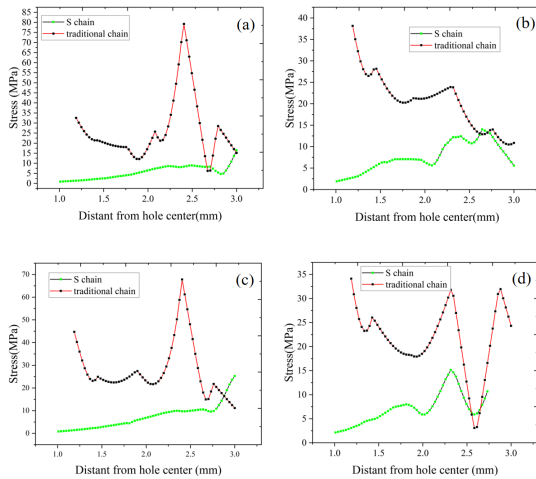 (a)
S chain
traditional chain
Stress (MPa)
85
80
75
70
65
60
55
50
45
40
35
30
25
20
15
10
5
0
1.0 1.5 2.0 2.5 3.0
Distant from hole center(mm)
(b)
S chain
traditional chain
Stress(MPa)
40
35
30
25
20
15
10
5
0
1.0 1.5 2.0 2.5 3.0
Distant from hole center(mm)
(c)
S chain
traditional chain
Stress(MPa)
70
60
50
40
30
20
10
0
1.0 1.5 2.0 2.5 3.0
Distant from hole center (mm)
(d)
S chain
traditional chain
Stress(MPa)
35
30
25
20
15
10
5
0
1.0 1.5 2.0 2.5 3.0
Distant from hole center (mm)